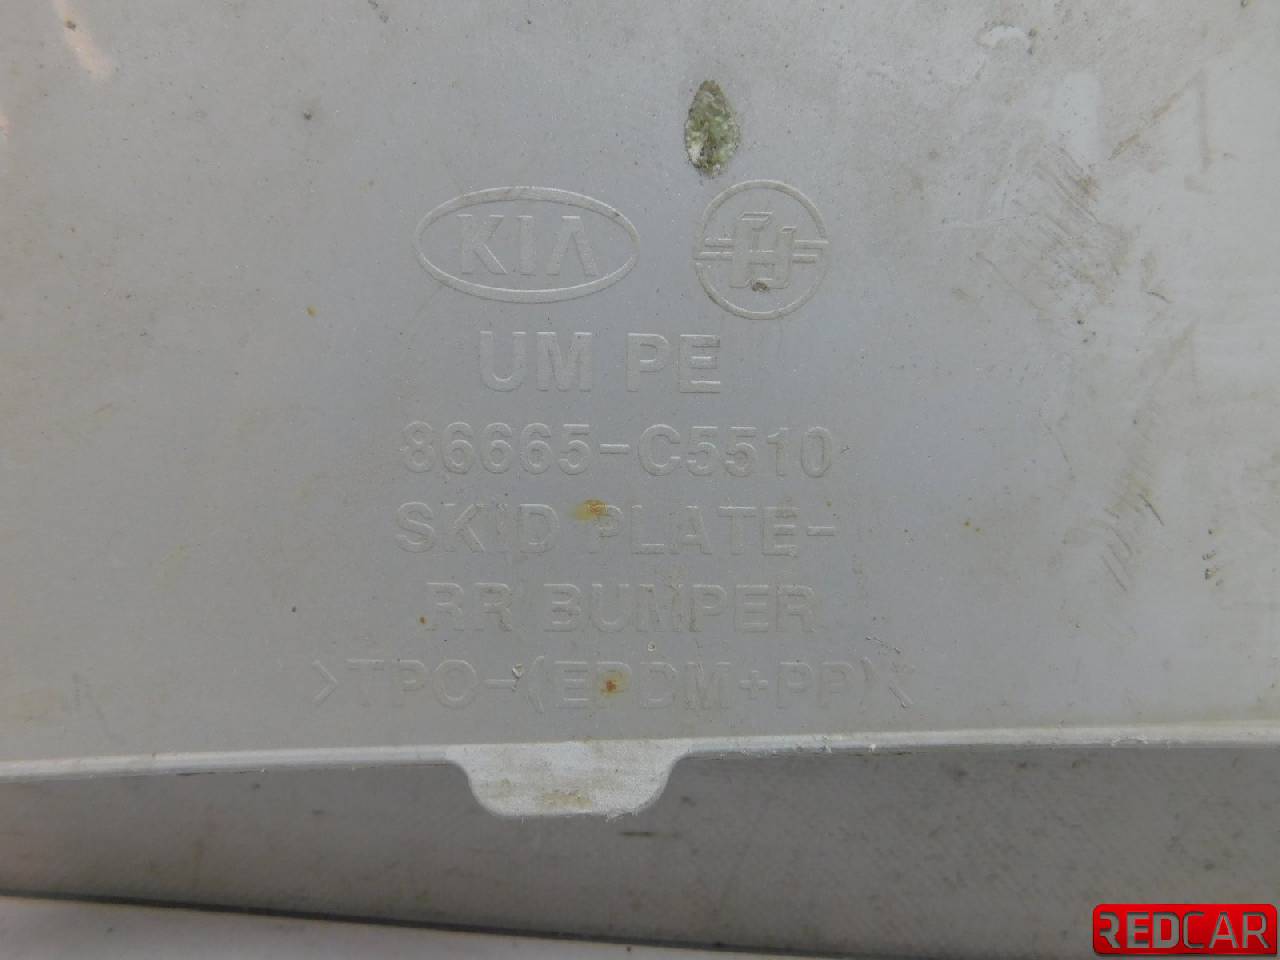 KIA
UM PE
86665-C5510
SKID PLATE-
RR BUMPER
>TPO-(EPDM+PP)<
REDCAR